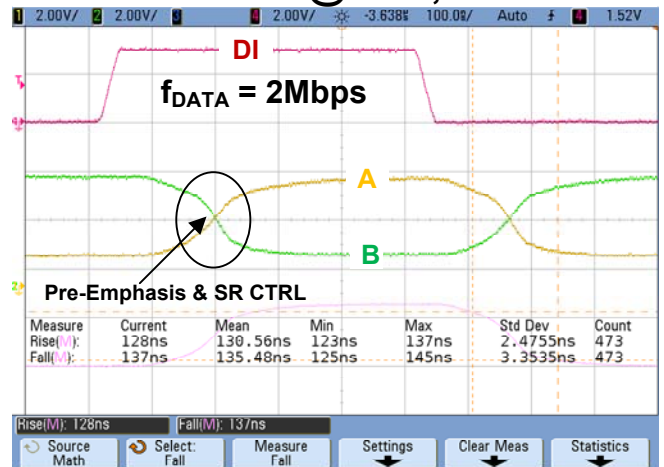 1 2.00V/ 2 2.00V/ 3 4 2.00V/ -3.638% 100.0%/ Auto 4 1.52V
DI
fDATA = 2Mbps
A
B
Pre-Emphasis & SR CTRL
Measure Current Mean Min Max Std Dev Count
Rise(M): 128ns 130.56ns 123ns 137ns 2.4755ns 473
Fall(M): 137ns 135.48ns 125ns 145ns 3.3535ns 473
Rise(M): 128ns Fall(M): 137ns
Source Select: Measure Settings Clear Meas Statistics
Math Fall Fall